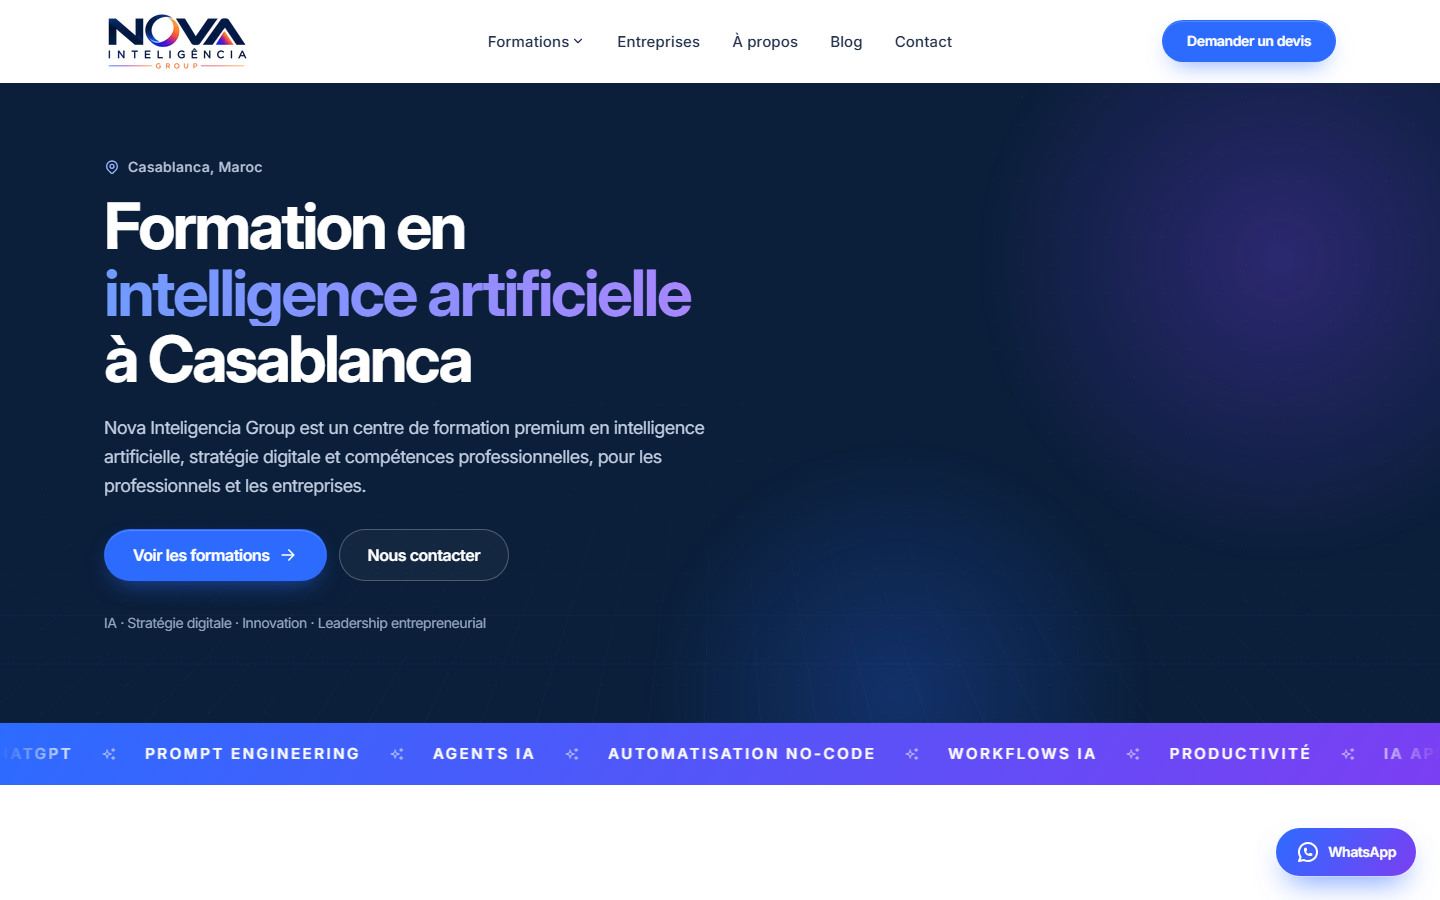 NOVA
INTELIGÊNCIA
GROUP
Formations
Entreprises
À propos
Blog
Contact
Demander un devis
Casablanca, Maroc
Formation en
intelligence artificielle
à Casablanca
Nova Inteligencia Group est un centre de formation premium en intelligence
artificielle, stratégie digitale et compétences professionnelles, pour les
professionnels et les entreprises.
Voir les formations
Nous contacter
IA · Stratégie digitale · Innovation · Leadership entrepreneurial
PROMPT ENGINEERING
AGENTS IA
AUTOMATISATION NO-CODE
WORKFLOWS IA
PRODUCTIVITÉ
IA
WhatsApp